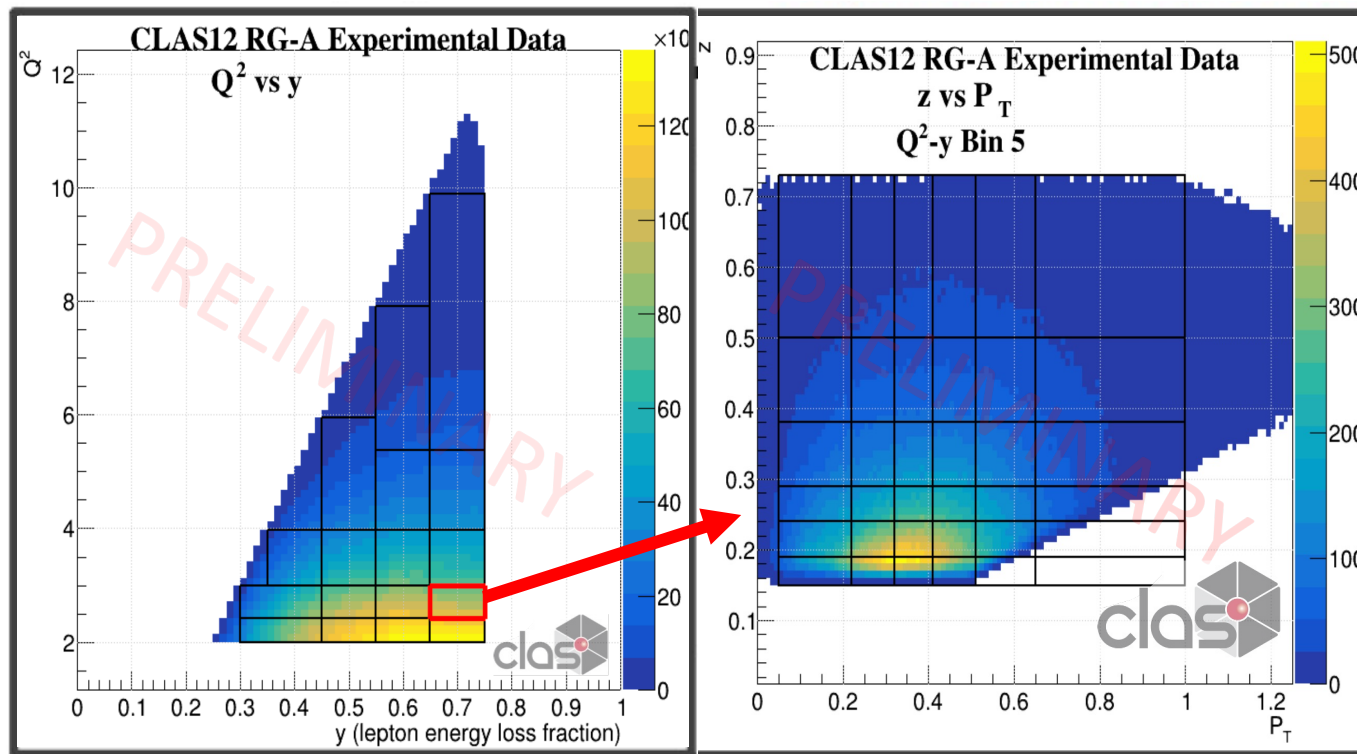 CLAS12 RG-A Experimental Data
×10
Q² vs y
Q²
12
10
8
6
4
2
0 0.1 0.2 0.3 0.4 0.5 0.6 0.7 0.8 0.9 1
y (lepton energy loss fraction)
120
100
80
60
40
20
0
PRELIMINARY
clas
CLAS12 RG-A Experimental Data
z vs P_T
Q²-y Bin 5
z
0.9
0.8
0.7
0.6
0.5
0.4
0.3
0.2
0.1
0 0.2 0.4 0.6 0.8 1 1.2
P_T
500
400
300
200
100
0
PRELIMINARY
clas